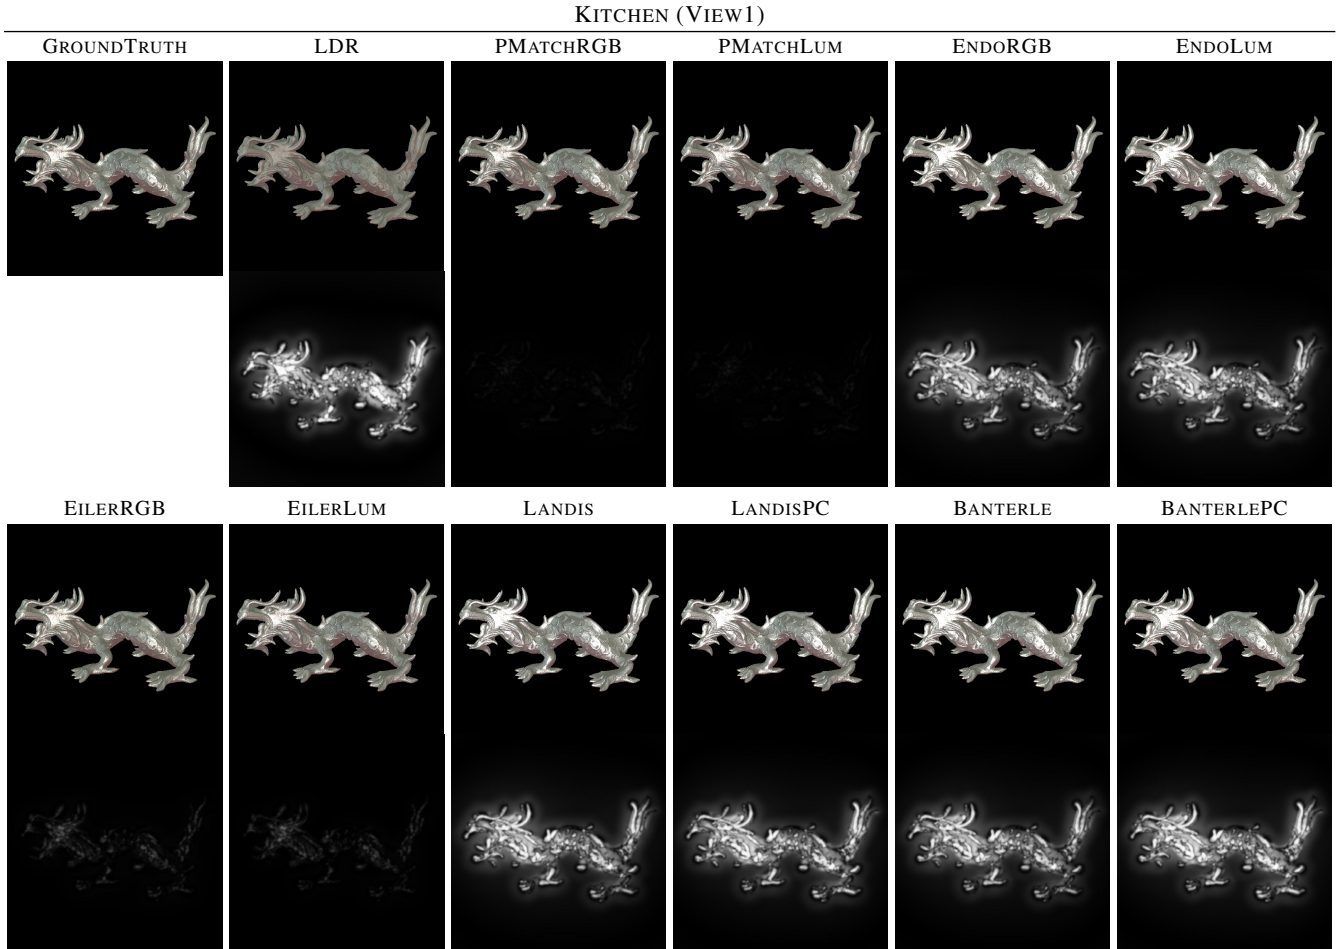 KITCHEN (VIEW1)
GROUNDTRUTH LDR PMATCHRGB PMATCHLUM ENDORGB ENDOLUM
EILERRGB EILERLUM LANDIS LANDISPC BANTERLE BANTERLEPC